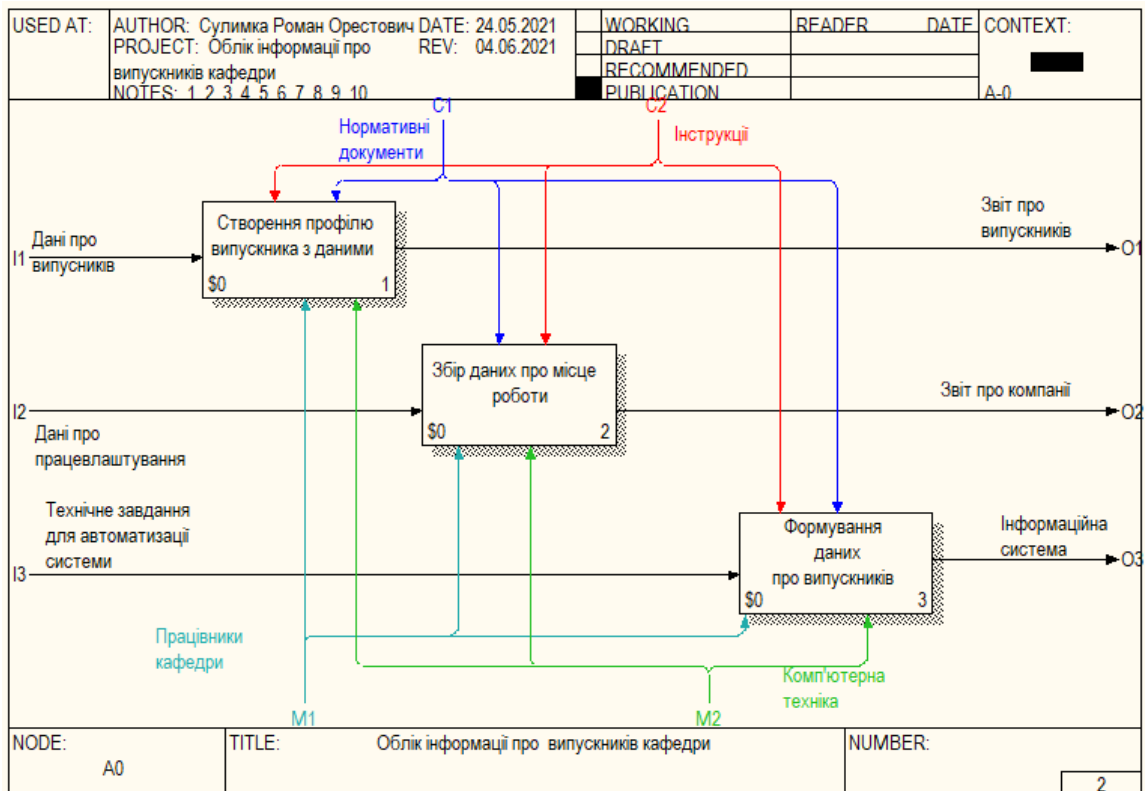 USED AT:
AUTHOR: Сулимка Роман Орестович DATE: 24.05.2021
PROJECT: Облік інформації про
випускників кафедри
REV: 04.06.2021
NOTES: 1 2 3 4 5 6 7 8 9 10
WORKING
DRAFT
RECOMMENDED
PUBLICATION
READER DATE
CONTEXT:
A-0
C1
C2
Нормативні
документи
Інструкції
Створення профілю
випускника з даними
$0 1
I1
Дані про
випусників
Звіт про
випускників
O1
Збір даних про місце
роботи
$0 2
I2
Дані про
працевлаштування
Звіт про компанії
O2
Технічне завдання
для автоматизації
системи
I3
Формування
даних
про випускників
$0 3
Інформаційна
система
O3
Працівники
кафедри
Комп'ютерна
техніка
M1
M2
NODE:
A0
TITLE: Облік інформації про випускників кафедри
NUMBER:
2